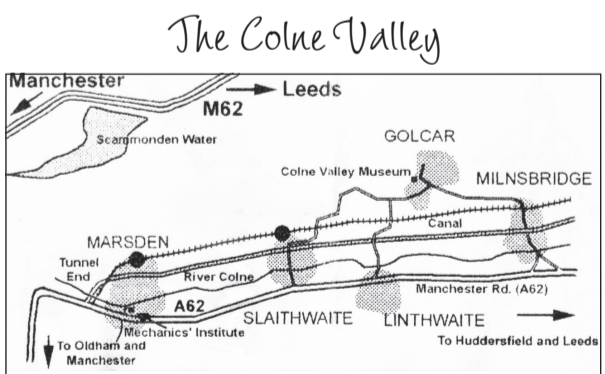 The Colne Valley
Manchester
Leeds
M62
Scammonden Water
GOLCAR
Colne Valley Museum
MILNSBRIDGE
Canal
MARSDEN
Tunnel
End
River Colne
A62
Manchester Rd. (A62)
SLAITHWAITE
LINTHWAITE
Mechanics' Institute
To Oldham and
Manchester
To Huddersfield and Leeds